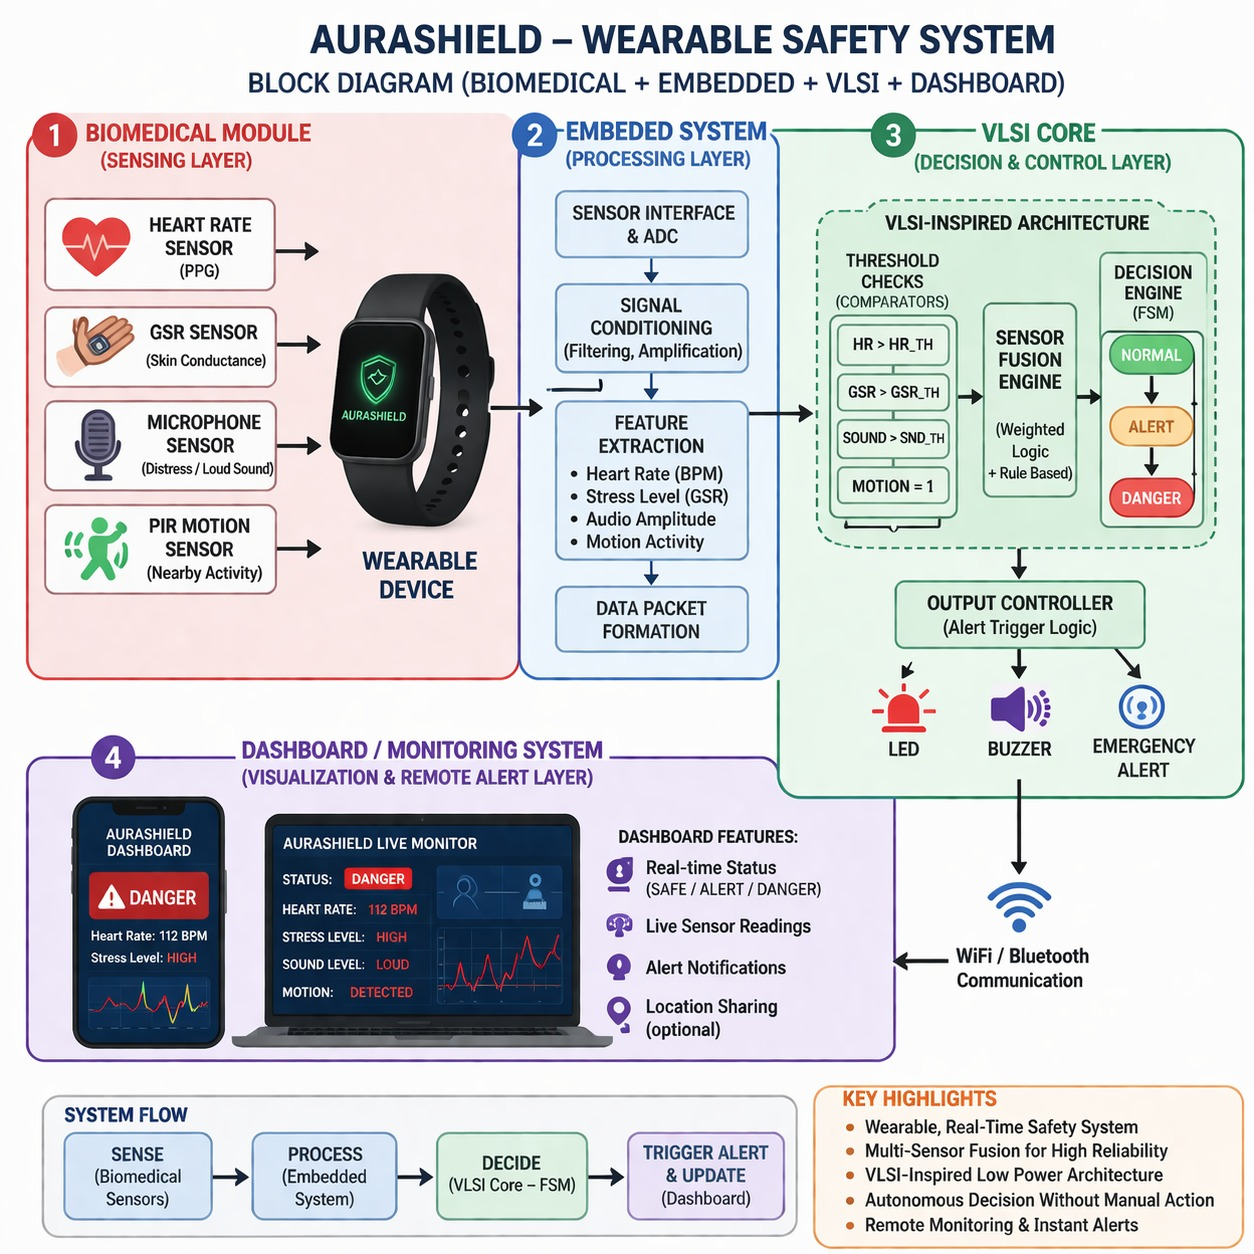 AURASHIELD – WEARABLE SAFETY SYSTEM
BLOCK DIAGRAM (BIOMEDICAL + EMBEDDED + VLSI + DASHBOARD)
1
BIOMEDICAL MODULE
(SENSING LAYER)
HEART RATE
SENSOR
(PPG)
GSR SENSOR
(Skin Conductance)
MICROPHONE
SENSOR
(Distress / Loud Sound)
PIR MOTION
SENSOR
(Nearby Activity)
AURASHIELD
WEARABLE
DEVICE
2
EMBEDED SYSTEM
(PROCESSING LAYER)
SENSOR INTERFACE
& ADC
SIGNAL
CONDITIONING
(Filtering, Amplification)
FEATURE
EXTRACTION
• Heart Rate (BPM)
• Stress Level (GSR)
• Audio Amplitude
• Motion Activity
DATA PACKET
FORMATION
3
VLSI CORE
(DECISION & CONTROL LAYER)
VLSI-INSPIRED ARCHITECTURE
THRESHOLD
CHECKS
(COMPARATORS)
HR > HR_TH
GSR > GSR_TH
SOUND > SND_TH
MOTION = 1
SENSOR
FUSION
ENGINE
(Weighted
Logic
+ Rule Based)
DECISION
ENGINE
(FSM)
NORMAL
ALERT
DANGER
OUTPUT CONTROLLER
(Alert Trigger Logic)
LED
BUZZER
EMERGENCY
ALERT
WiFi / Bluetooth
Communication
4
DASHBOARD / MONITORING SYSTEM
(VISUALIZATION & REMOTE ALERT LAYER)
AURASHIELD
DASHBOARD
DANGER
Heart Rate: 112 BPM
Stress Level: HIGH
AURASHIELD LIVE MONITOR
STATUS: DANGER
HEART RATE: 112 BPM
STRESS LEVEL: HIGH
SOUND LEVEL: LOUD
MOTION: DETECTED
DASHBOARD FEATURES:
Real-time Status
(SAFE / ALERT / DANGER)
Live Sensor Readings
Alert Notifications
Location Sharing
(optional)
SYSTEM FLOW
SENSE
(Biomedical
Sensors)
PROCESS
(Embedded
System)
DECIDE
(VLSI Core – FSM)
TRIGGER ALERT
& UPDATE
(Dashboard)
KEY HIGHLIGHTS
• Wearable, Real-Time Safety System
• Multi-Sensor Fusion for High Reliability
• VLSI-Inspired Low Power Architecture
• Autonomous Decision Without Manual Action
• Remote Monitoring & Instant Alerts